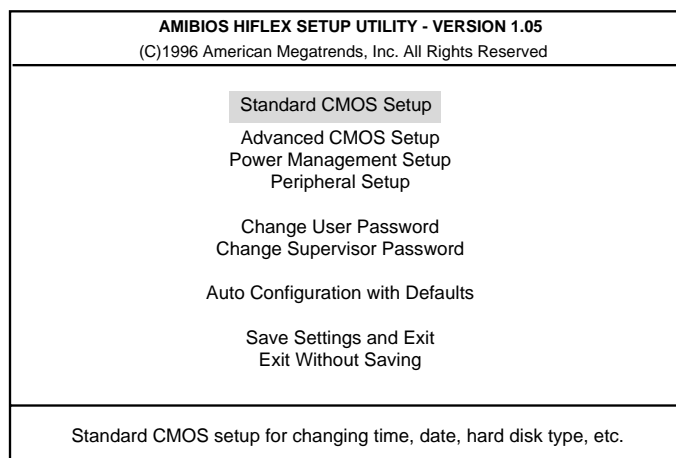 AMIBIOS HIFLEX SETUP UTILITY - VERSION 1.05
(C)1996 American Megatrends, Inc. All Rights Reserved
Standard CMOS Setup
Advanced CMOS Setup
Power Management Setup
Peripheral Setup
Change User Password
Change Supervisor Password
Auto Configuration with Defaults
Save Settings and Exit
Exit Without Saving
Standard CMOS setup for changing time, date, hard disk type, etc.